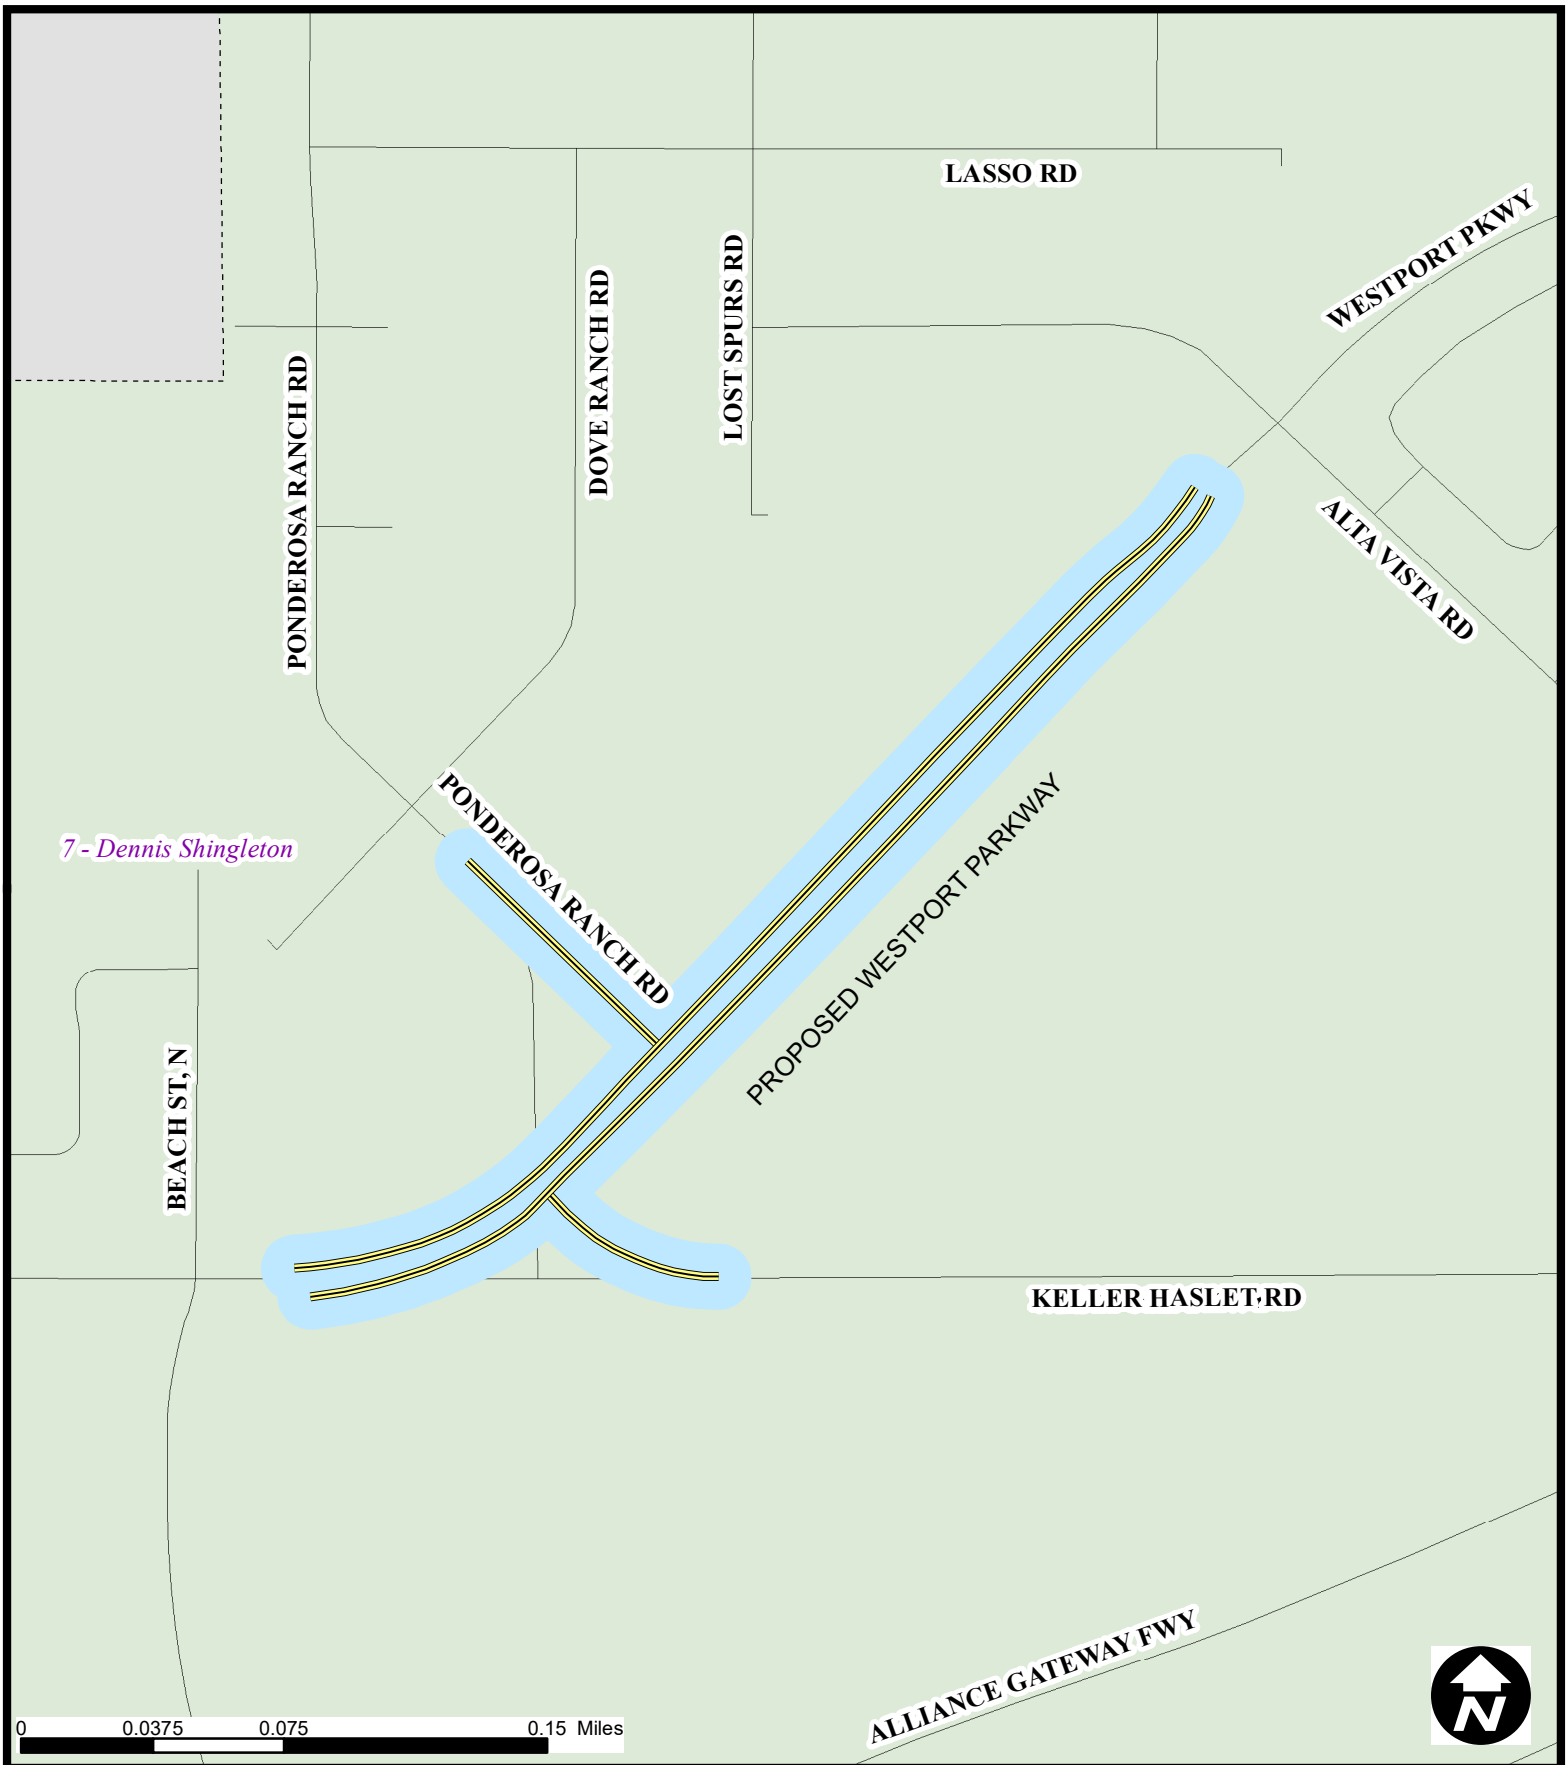 LASSO RD
WESTPORT PKWY
LOST SPURS RD
DOVE RANCH RD
PONDEROSA RANCH RD
ALTA VISTA RD
PONDEROSA RANCH RD
7 - Dennis Shingleton
PROPOSED WESTPORT PARKWAY
BEACH ST, N
KELLER HASLET RD
ALLIANCE GATEWAY FWY
0 0.0375 0.075 0.15 Miles
N